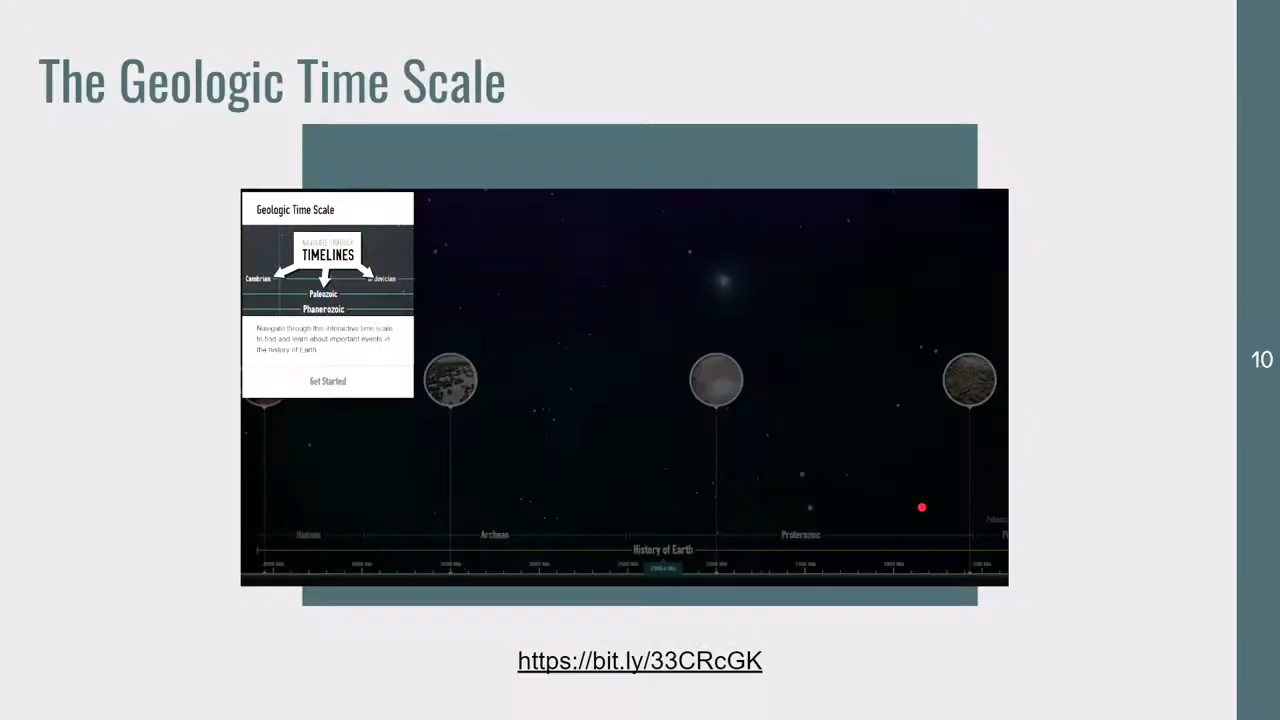 The Geologic Time Scale
Geologic Time Scale
NAVIGATE THROUGH
TIMELINES
Cambrian
Paleozoic
Phanerozoic
Navigate through this interactive time scale
to find and learn about important events in
the history of Earth.
Get Started
10
Hadean Archean Proterozoic
History of Earth
https://bit.ly/33CRcGK